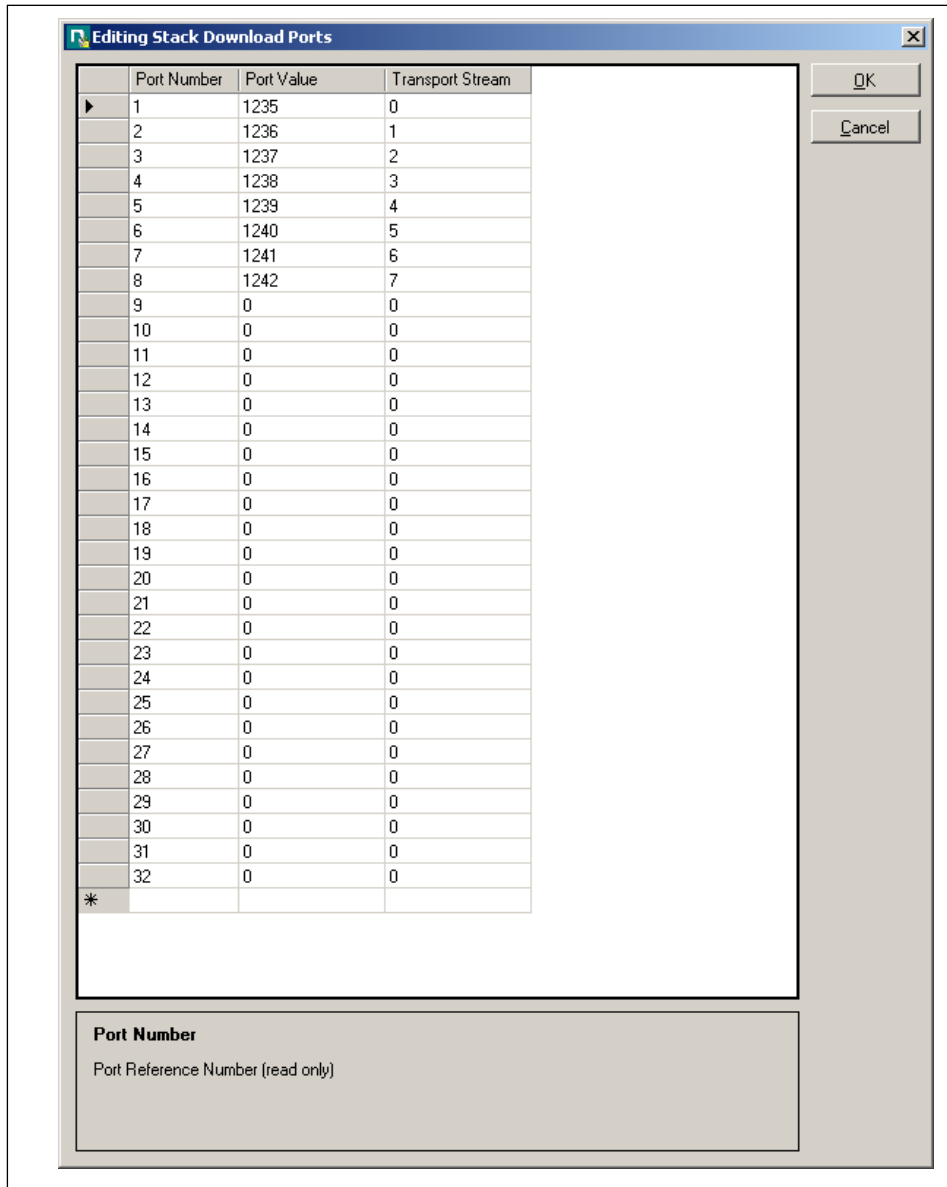 Editing Stack Download Ports
Port Number Port Value Transport Stream
1 1235 0
2 1236 1
3 1237 2
4 1238 3
5 1239 4
6 1240 5
7 1241 6
8 1242 7
9 0 0
10 0 0
11 0 0
12 0 0
13 0 0
14 0 0
15 0 0
16 0 0
17 0 0
18 0 0
19 0 0
20 0 0
21 0 0
22 0 0
23 0 0
24 0 0
25 0 0
26 0 0
27 0 0
28 0 0
29 0 0
30 0 0
31 0 0
32 0 0
*
OK
Cancel
Port Number
Port Reference Number (read only)